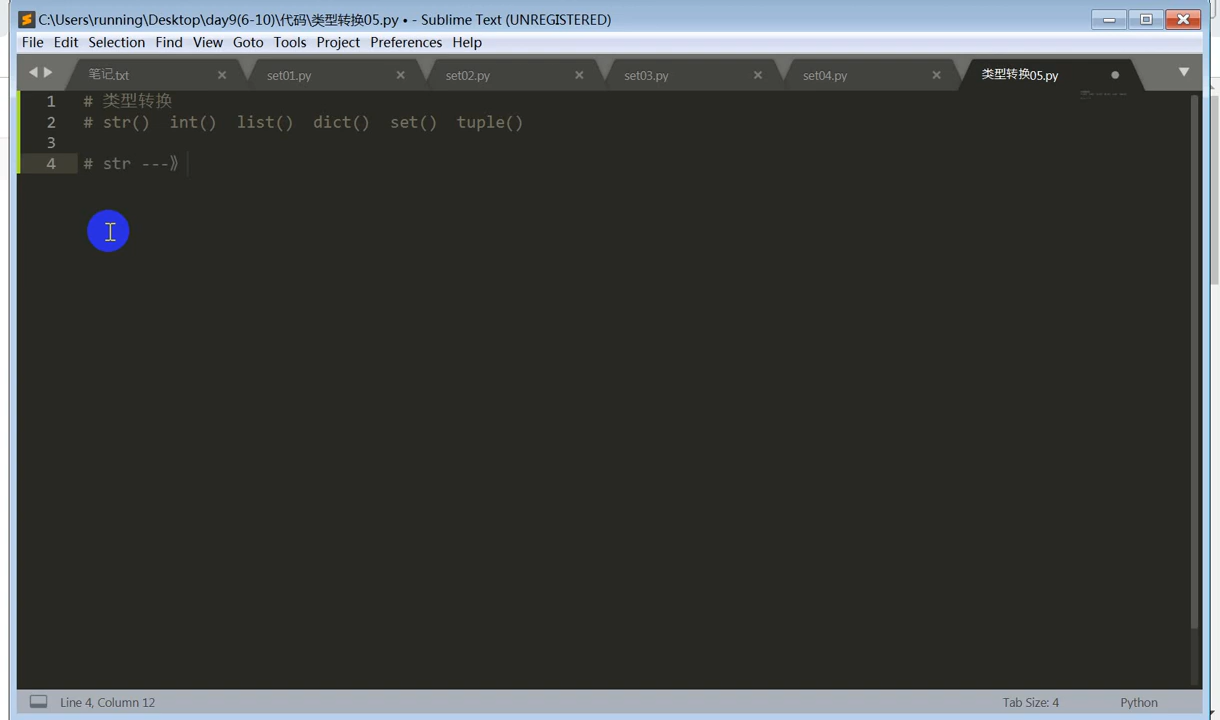 C:\Users\running\Desktop\day9(6-10)\代码\类型转换05.py • - Sublime Text (UNREGISTERED)
File Edit Selection Find View Goto Tools Project Preferences Help
笔记.txt × set01.py × set02.py × set03.py × set04.py × 类型转换05.py
1 # 类型转换
2 # str() int() list() dict() set() tuple()
3
4 # str ---》
Line 4, Column 12 Tab Size: 4 Python